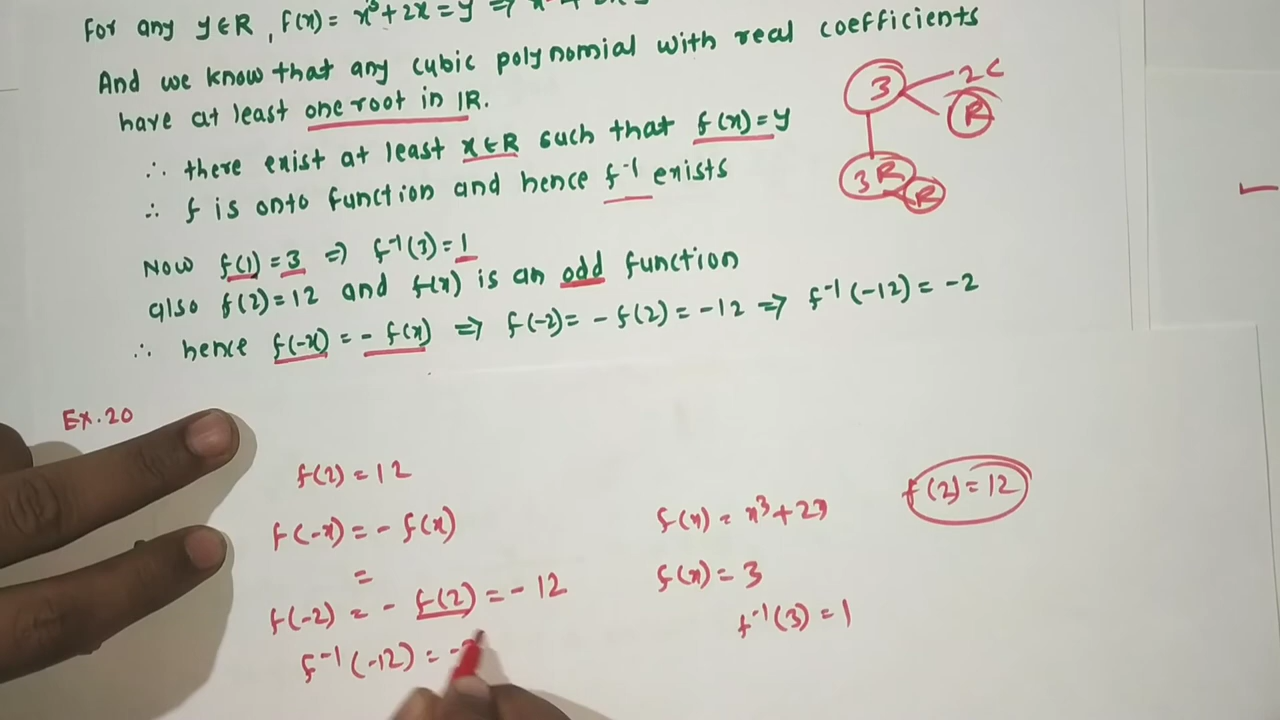 For any y∈R, f(x) = x³+2x = y ⇒
And we know that any cubic polynomial with real coefficients
have at least one root in IR.
∴ there exist at least x∈R such that f(x)=y
∴ f is onto function and hence f⁻¹ exists
3
2C
R
3R
R
Now f(1) = 3 ⇒ f⁻¹(3)=1
also f(2)=12 and f(x) is an odd function
∴ hence f(-x) = - f(x) ⇒ f(-2)= - f(2) = -12 ⇒ f⁻¹(-12) = -2
Ex.20
f(2) = 12
f(-x) = - f(x)
=
f(-2) = - f(2) = - 12
f⁻¹(-12) = -2
f(x) = x³+2x
f(x) = 3
f⁻¹(3) = 1
f(2) = 12